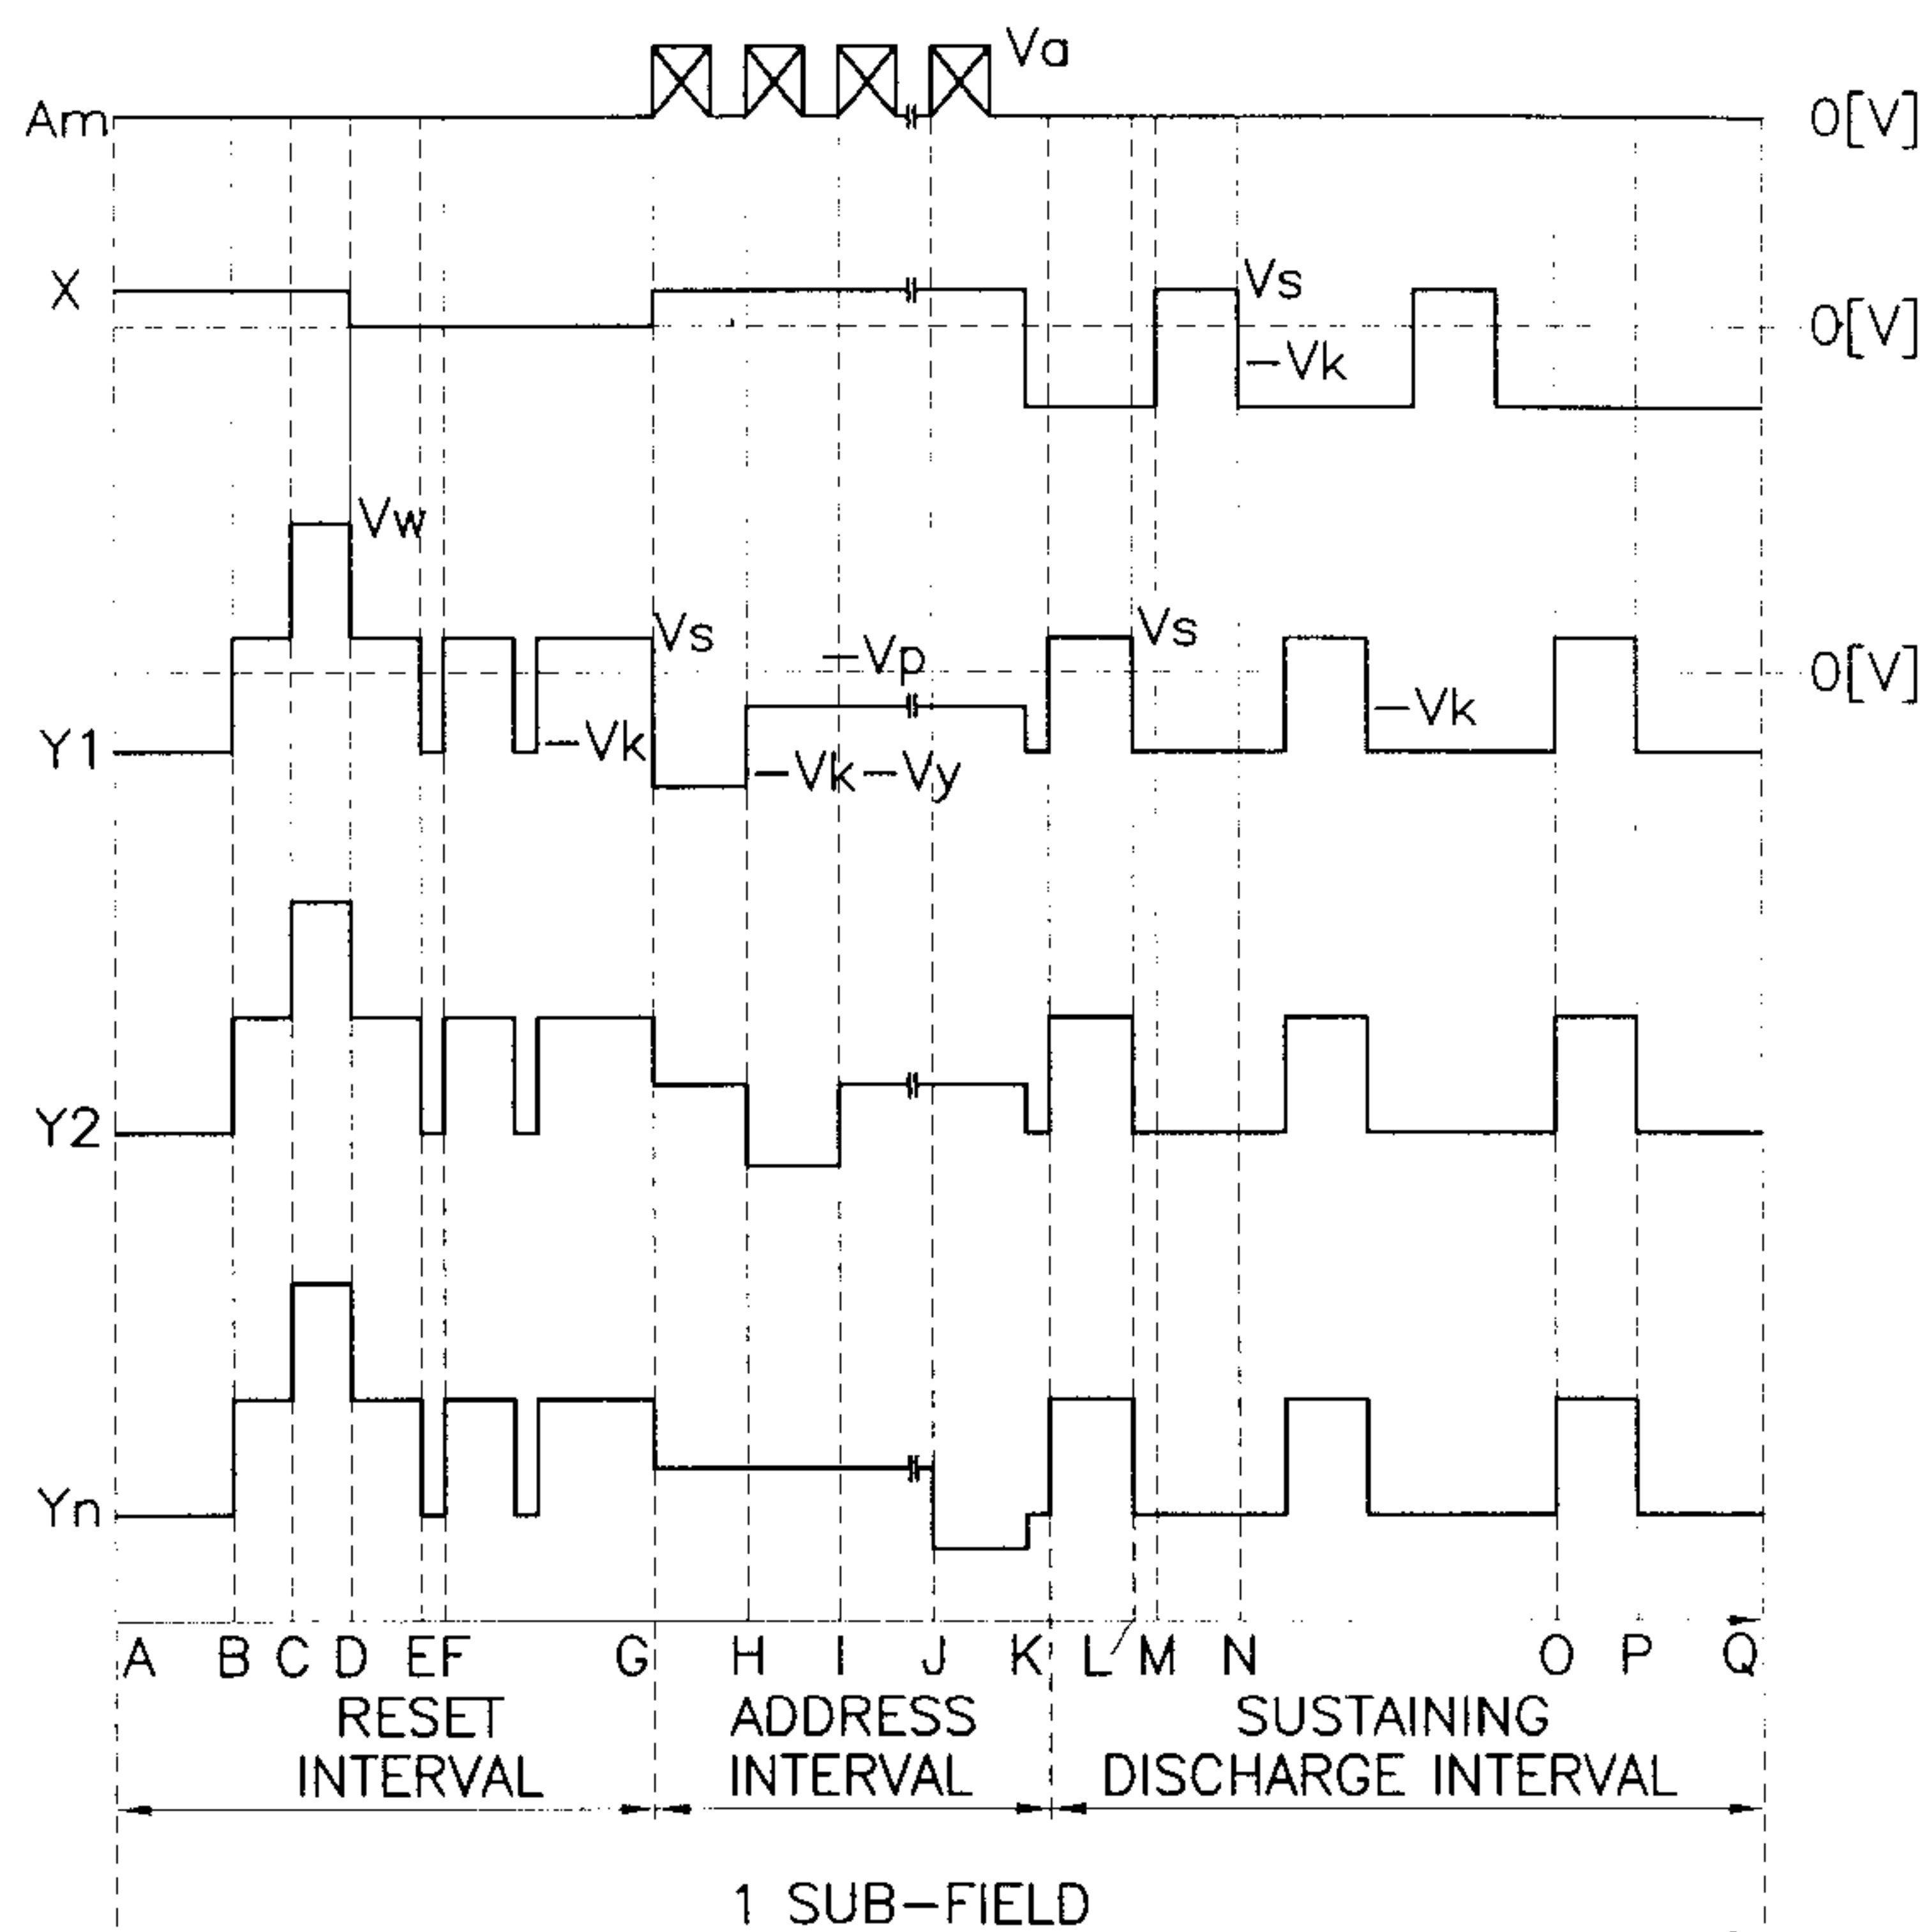 Va
Am
0[V]
X
Vs
0[V]
-Vk
Vw
Vs
-Vp
Vs
0[V]
Y1
-Vk
-Vk-Vy
-Vk
Y2
Yn
A B C D E F G H I J K L M N O P Q
RESET INTERVAL
ADDRESS INTERVAL
SUSTAINING DISCHARGE INTERVAL
1 SUB-FIELD